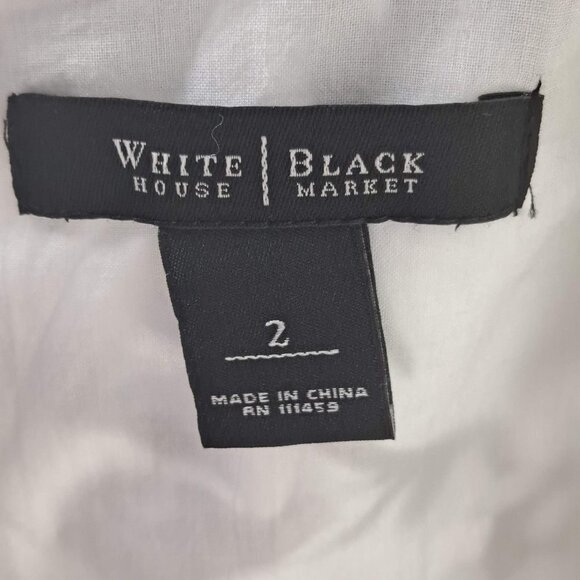 WHITE | BLACK
HOUSE | MARKET
2
MADE IN CHINA
RN 111459